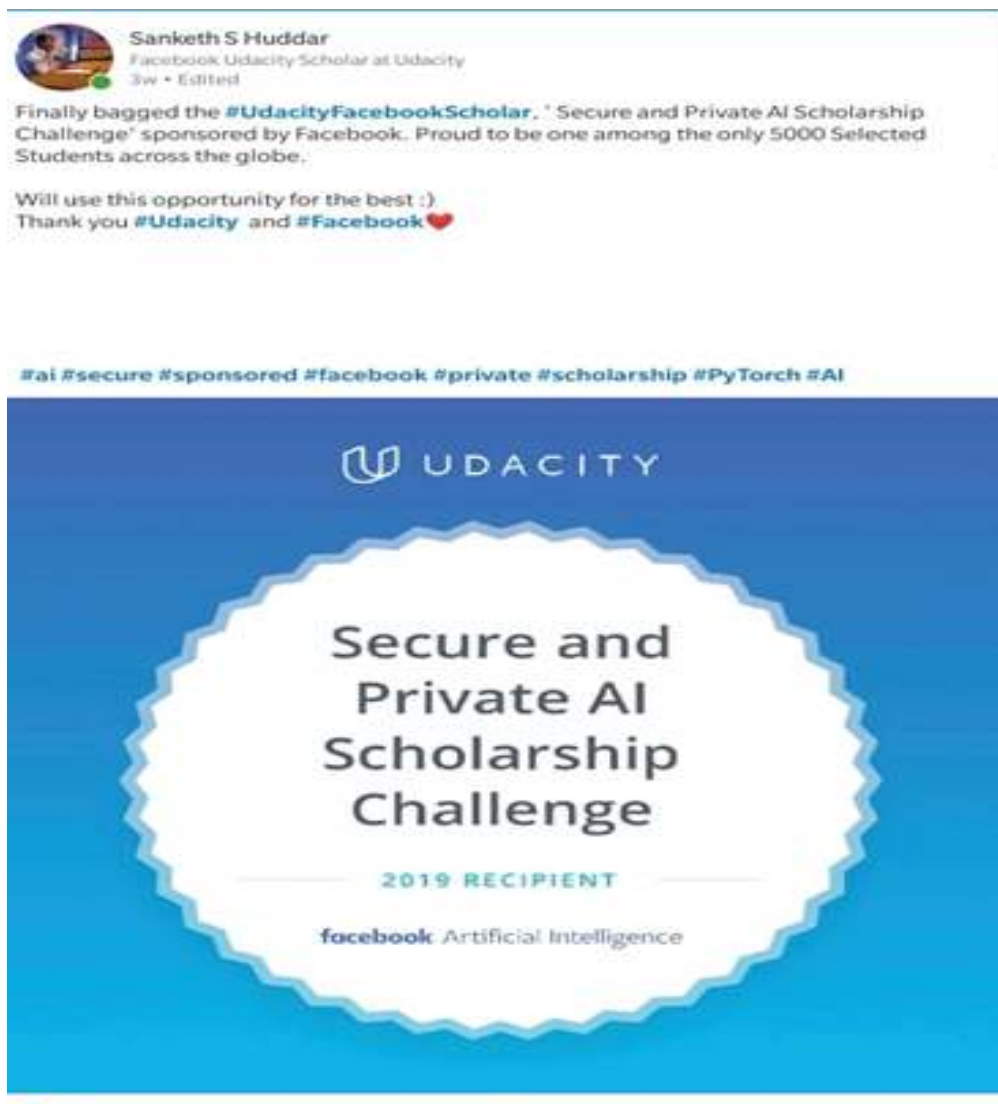 Sanketh S Huddar
Facebook Udacity Scholar at Udacity
3w • Edited
Finally bagged the #UdacityFacebookScholar, ' Secure and Private AI Scholarship
Challenge' sponsored by Facebook. Proud to be one among the only 5000 Selected
Students across the globe.
Will use this opportunity for the best :)
Thank you #Udacity and #Facebook❤
#ai #secure #sponsored #facebook #private #scholarship #PyTorch #AI
UDACITY
Secure and
Private AI
Scholarship
Challenge
2019 RECIPIENT
facebook Artificial Intelligence